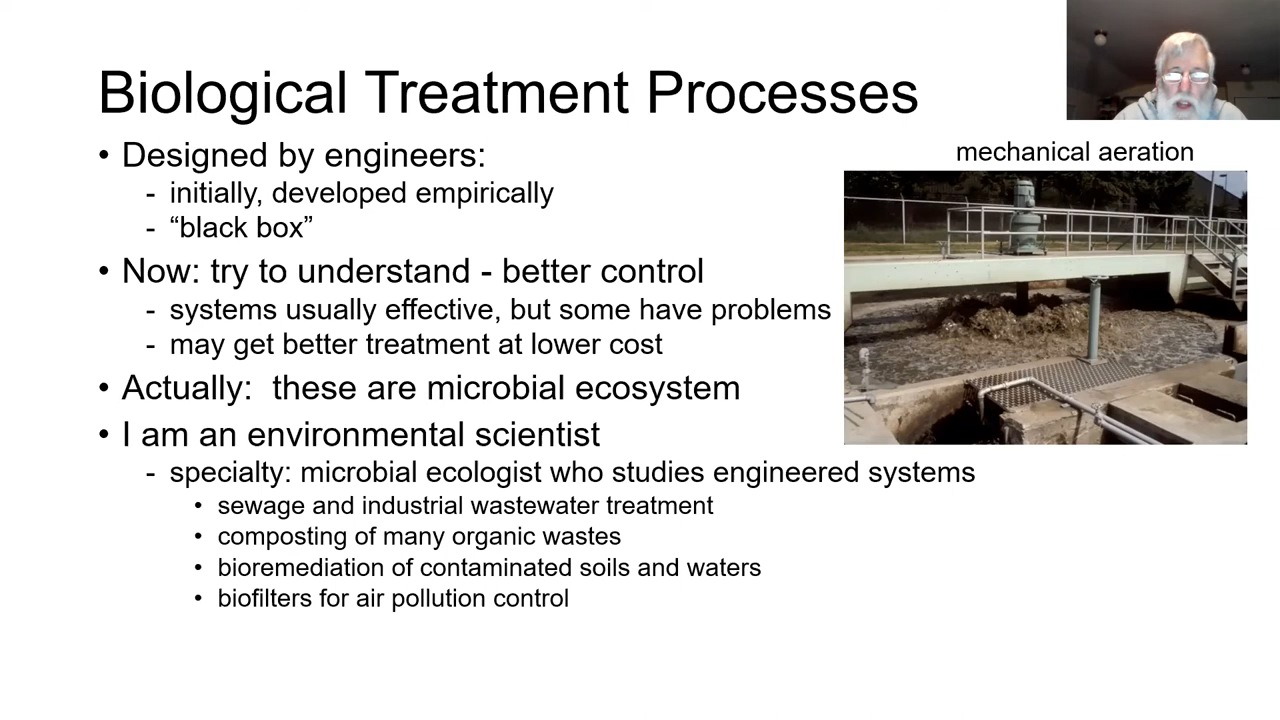 Biological Treatment Processes
• Designed by engineers:
- initially, developed empirically
- “black box”
• Now: try to understand - better control
- systems usually effective, but some have problems
- may get better treatment at lower cost
• Actually: these are microbial ecosystem
• I am an environmental scientist
- specialty: microbial ecologist who studies engineered systems
• sewage and industrial wastewater treatment
• composting of many organic wastes
• bioremediation of contaminated soils and waters
• biofilters for air pollution control
mechanical aeration